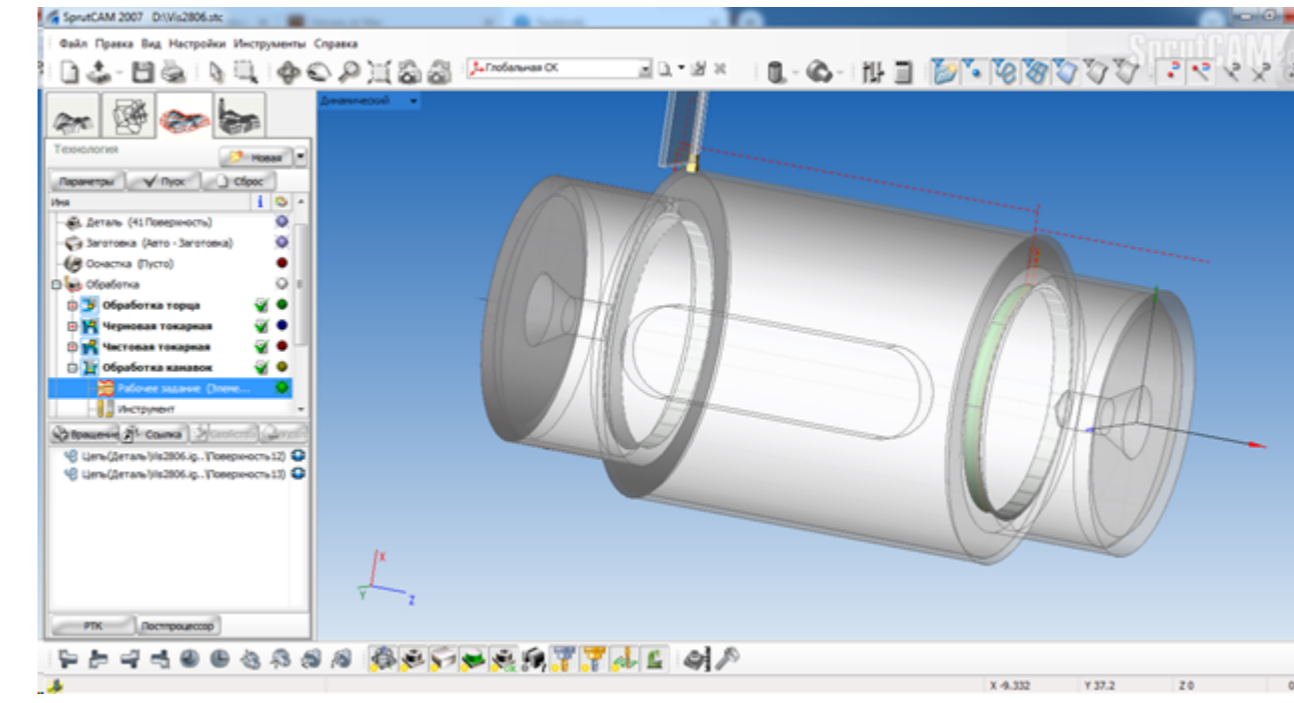 SprutCAM 2007 D:\Vis2806.stc
Файл Правка Вид Настройки Инструменты Справка
Глобальная СК
SprutCAM
Динамический
Технология
Новая
Параметры Пуск Сброс
Имя
Деталь (41 Поверхность)
Заготовка (Авто - Заготовка)
Оснастка (Пусто)
Обработка
Обработка торца
Черновая токарная
Чистовая токарная
Обработка канавок
Рабочее задание (Элеме...
Инструмент
Вращение Ссылка
Цепь(Деталь\Vis2806.ig..\Поверхность12)
Цепь(Деталь\Vis2806.ig..\Поверхность13)
X
Y
Z
РТК Постпроцессор
X -9.332 Y 37.2 Z 0